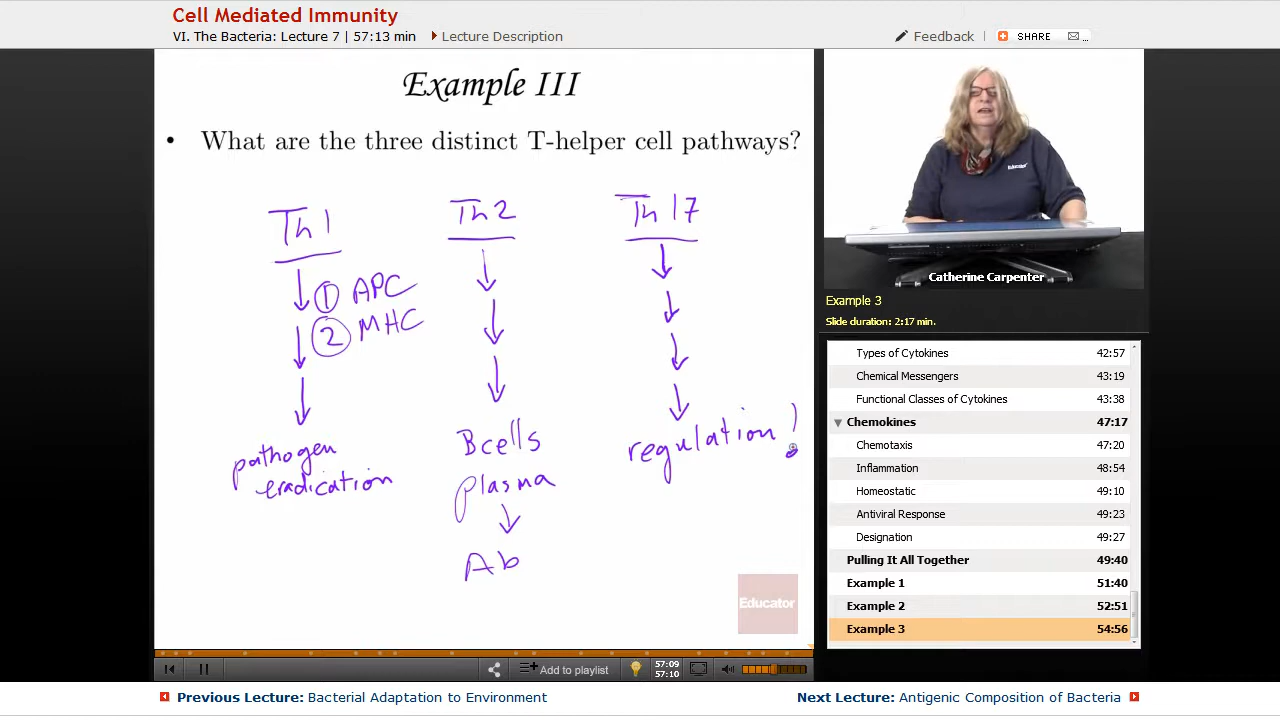 Cell Mediated Immunity
VI. The Bacteria: Lecture 7 | 57:13 min
Lecture Description
Feedback
SHARE
Example III
• What are the three distinct T-helper cell pathways?
Th1
Th2
Th17
① APC
② MHC
pathogen
eradication
B cells
plasma
Ab
regulation!
Educator
Educator
Catherine Carpenter
Example 3
Slide duration: 2:17 min.
Types of Cytokines 42:57
Chemical Messengers 43:19
Functional Classes of Cytokines 43:38
Chemokines 47:17
Chemotaxis 47:20
Inflammation 48:54
Homeostatic 49:10
Antiviral Response 49:23
Designation 49:27
Pulling It All Together 49:40
Example 1 51:40
Example 2 52:51
Example 3 54:56
Add to playlist
57:09
57:10
Previous Lecture: Bacterial Adaptation to Environment
Next Lecture: Antigenic Composition of Bacteria